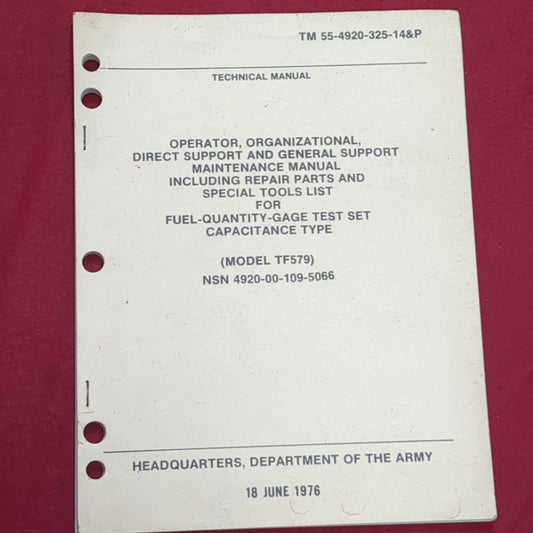 TM 55-4920-325-14&P
TECHNICAL MANUAL
OPERATOR, ORGANIZATIONAL,
DIRECT SUPPORT AND GENERAL SUPPORT
MAINTENANCE MANUAL
INCLUDING REPAIR PARTS AND
SPECIAL TOOLS LIST
FOR
FUEL-QUANTITY-GAGE TEST SET
CAPACITANCE TYPE
(MODEL TF579)
NSN 4920-00-109-5066
HEADQUARTERS, DEPARTMENT OF THE ARMY
18 JUNE 1976